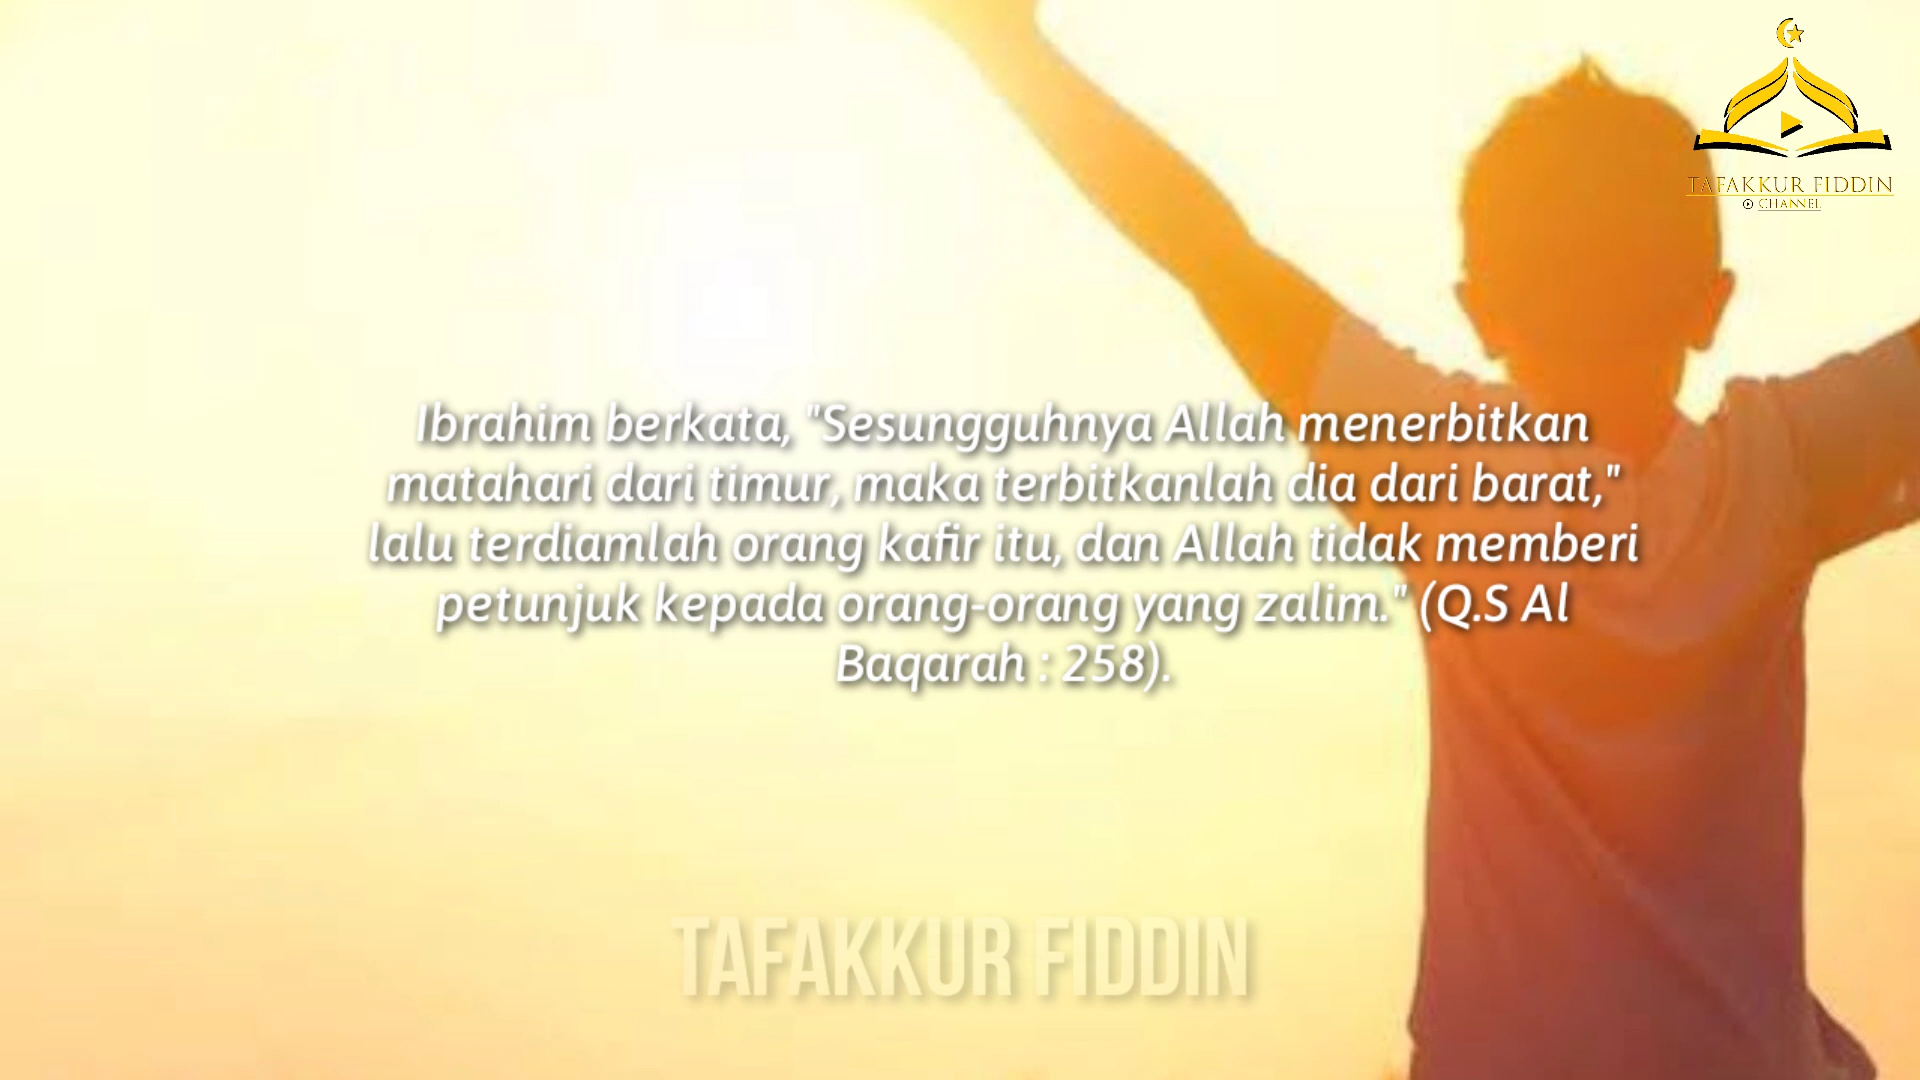 TAFAKKUR FIDDIN
CHANNEL
Ibrahim berkata, "Sesungguhnya Allah menerbitkan
matahari dari timur, maka terbitkanlah dia dari barat,"
lalu terdiamlah orang kafir itu, dan Allah tidak memberi
petunjuk kepada orang-orang yang zalim." (Q.S Al
Baqarah : 258).
TAFAKKUR FIDDIN